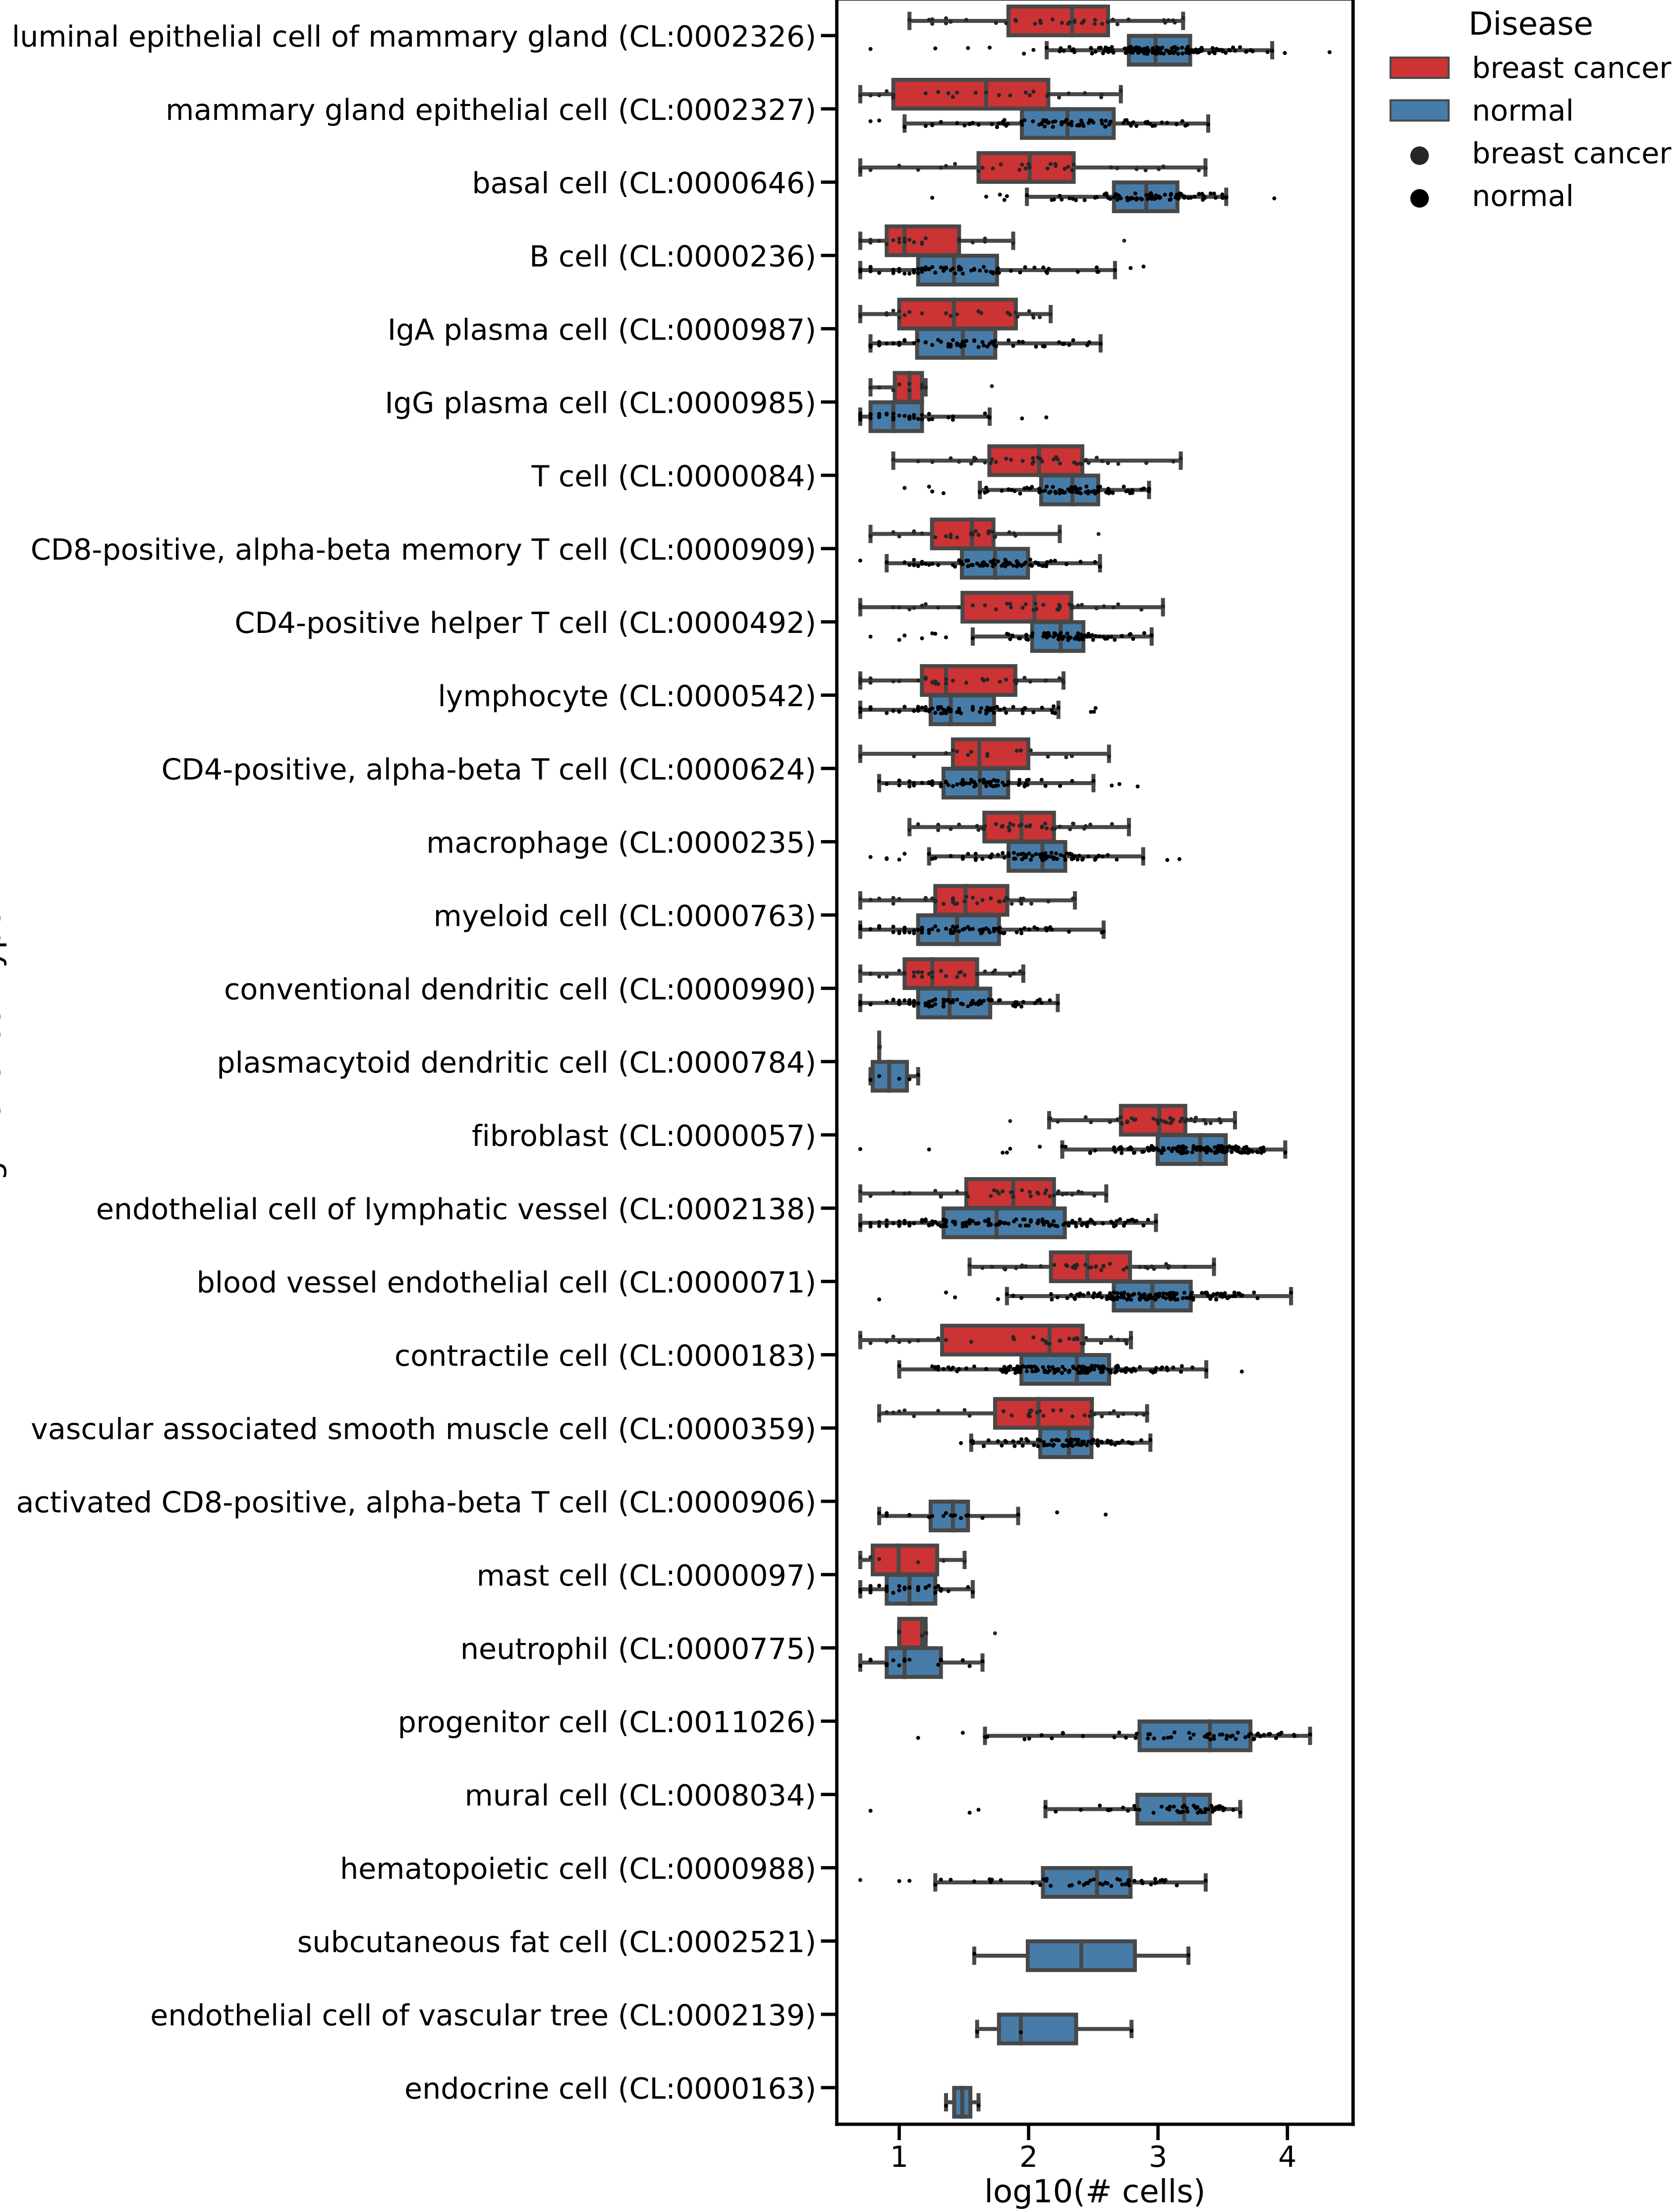 luminal epithelial cell of mammary gland (CL:0002326)
mammary gland epithelial cell (CL:0002327)
basal cell (CL:0000646)
B cell (CL:0000236)
IgA plasma cell (CL:0000987)
IgG plasma cell (CL:0000985)
T cell (CL:0000084)
CD8-positive, alpha-beta memory T cell (CL:0000909)
CD4-positive helper T cell (CL:0000492)
lymphocyte (CL:0000542)
CD4-positive, alpha-beta T cell (CL:0000624)
macrophage (CL:0000235)
myeloid cell (CL:0000763)
conventional dendritic cell (CL:0000990)
plasmacytoid dendritic cell (CL:0000784)
fibroblast (CL:0000057)
endothelial cell of lymphatic vessel (CL:0002138)
blood vessel endothelial cell (CL:0000071)
contractile cell (CL:0000183)
vascular associated smooth muscle cell (CL:0000359)
activated CD8-positive, alpha-beta T cell (CL:0000906)
mast cell (CL:0000097)
neutrophil (CL:0000775)
progenitor cell (CL:0011026)
mural cell (CL:0008034)
hematopoietic cell (CL:0000988)
subcutaneous fat cell (CL:0002521)
endothelial cell of vascular tree (CL:0002139)
endocrine cell (CL:0000163)
1 2 3 4
log10(# cells)
Disease
breast cancer
normal
breast cancer
normal